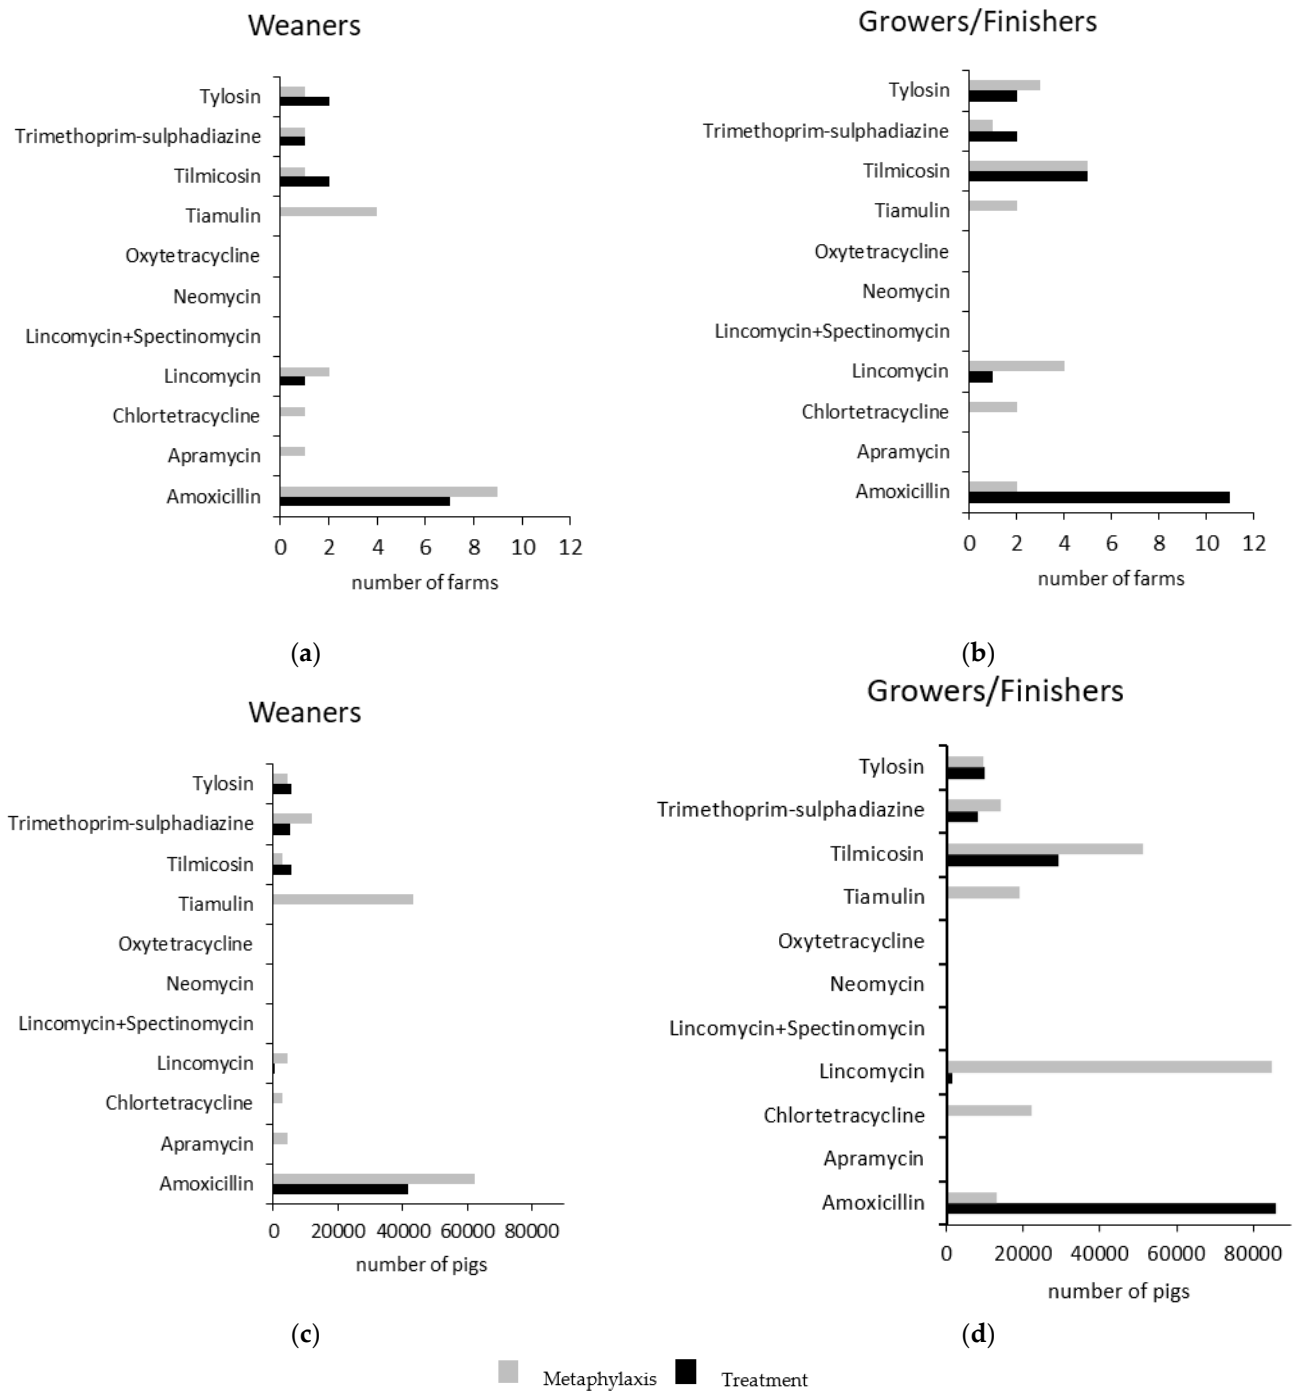 Weaners
Tylosin
Trimethoprim-sulphadiazine
Tilmicosin
Tiamulin
Oxytetracycline
Neomycin
Lincomycin+Spectinomycin
Lincomycin
Chlortetracycline
Apramycin
Amoxicillin
0 2 4 6 8 10 12
number of farms
(a)
Growers/Finishers
Tylosin
Trimethoprim-sulphadiazine
Tilmicosin
Tiamulin
Oxytetracycline
Neomycin
Lincomycin+Spectinomycin
Lincomycin
Chlortetracycline
Apramycin
Amoxicillin
0 2 4 6 8 10 12
number of farms
(b)
Weaners
Tylosin
Trimethoprim-sulphadiazine
Tilmicosin
Tiamulin
Oxytetracycline
Neomycin
Lincomycin+Spectinomycin
Lincomycin
Chlortetracycline
Apramycin
Amoxicillin
0 20000 40000 60000 80000
number of pigs
(c)
Growers/Finishers
Tylosin
Trimethoprim-sulphadiazine
Tilmicosin
Tiamulin
Oxytetracycline
Neomycin
Lincomycin+Spectinomycin
Lincomycin
Chlortetracycline
Apramycin
Amoxicillin
0 20000 40000 60000 80000
number of pigs
(d)
Metaphylaxis Treatment